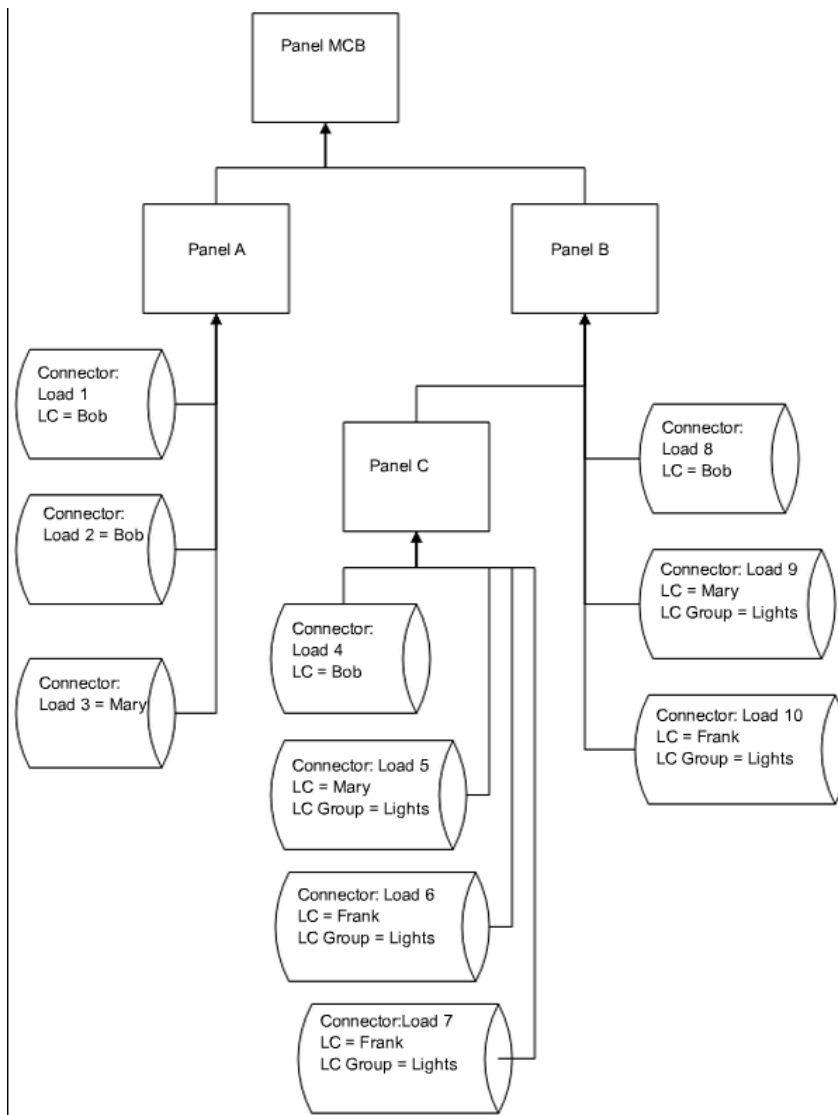 Panel MCB
Panel A
Panel B
Connector:
Load 1
LC = Bob
Connector:
Load 2 = Bob
Connector:
Load 3 = Mary
Panel C
Connector:
Load 4
LC = Bob
Connector: Load 5
LC = Mary
LC Group = Lights
Connector: Load 6
LC = Frank
LC Group = Lights
Connector:Load 7
LC = Frank
LC Group = Lights
Connector:
Load 8
LC = Bob
Connector: Load 9
LC = Mary
LC Group = Lights
Connector: Load 10
LC = Frank
LC Group = Lights